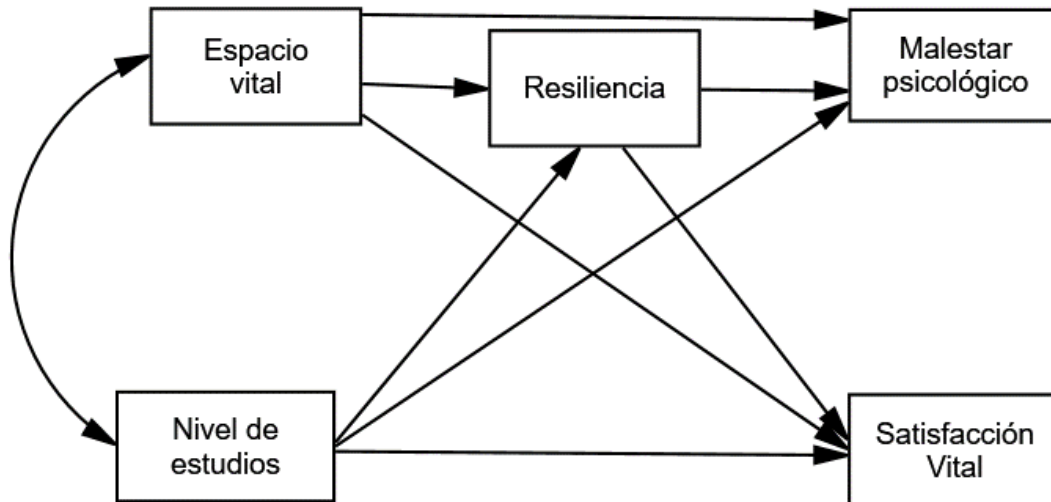 Espacio
vital
Resiliencia
Malestar
psicológico
Nivel de
estudios
Satisfacción
Vital